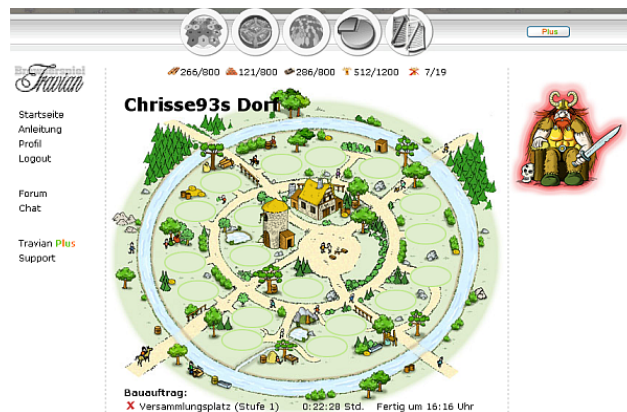 Plus
Browserspiel
Travian
266/800 121/800 286/800 512/1200 7/19
Chrisse93s Dorf
Startseite
Anleitung
Profil
Logout
Forum
Chat
Travian Plus
Support
Bauauftrag:
X Versammlungsplatz (Stufe 1) 0:22:28 Std. Fertig um 16:16 Uhr